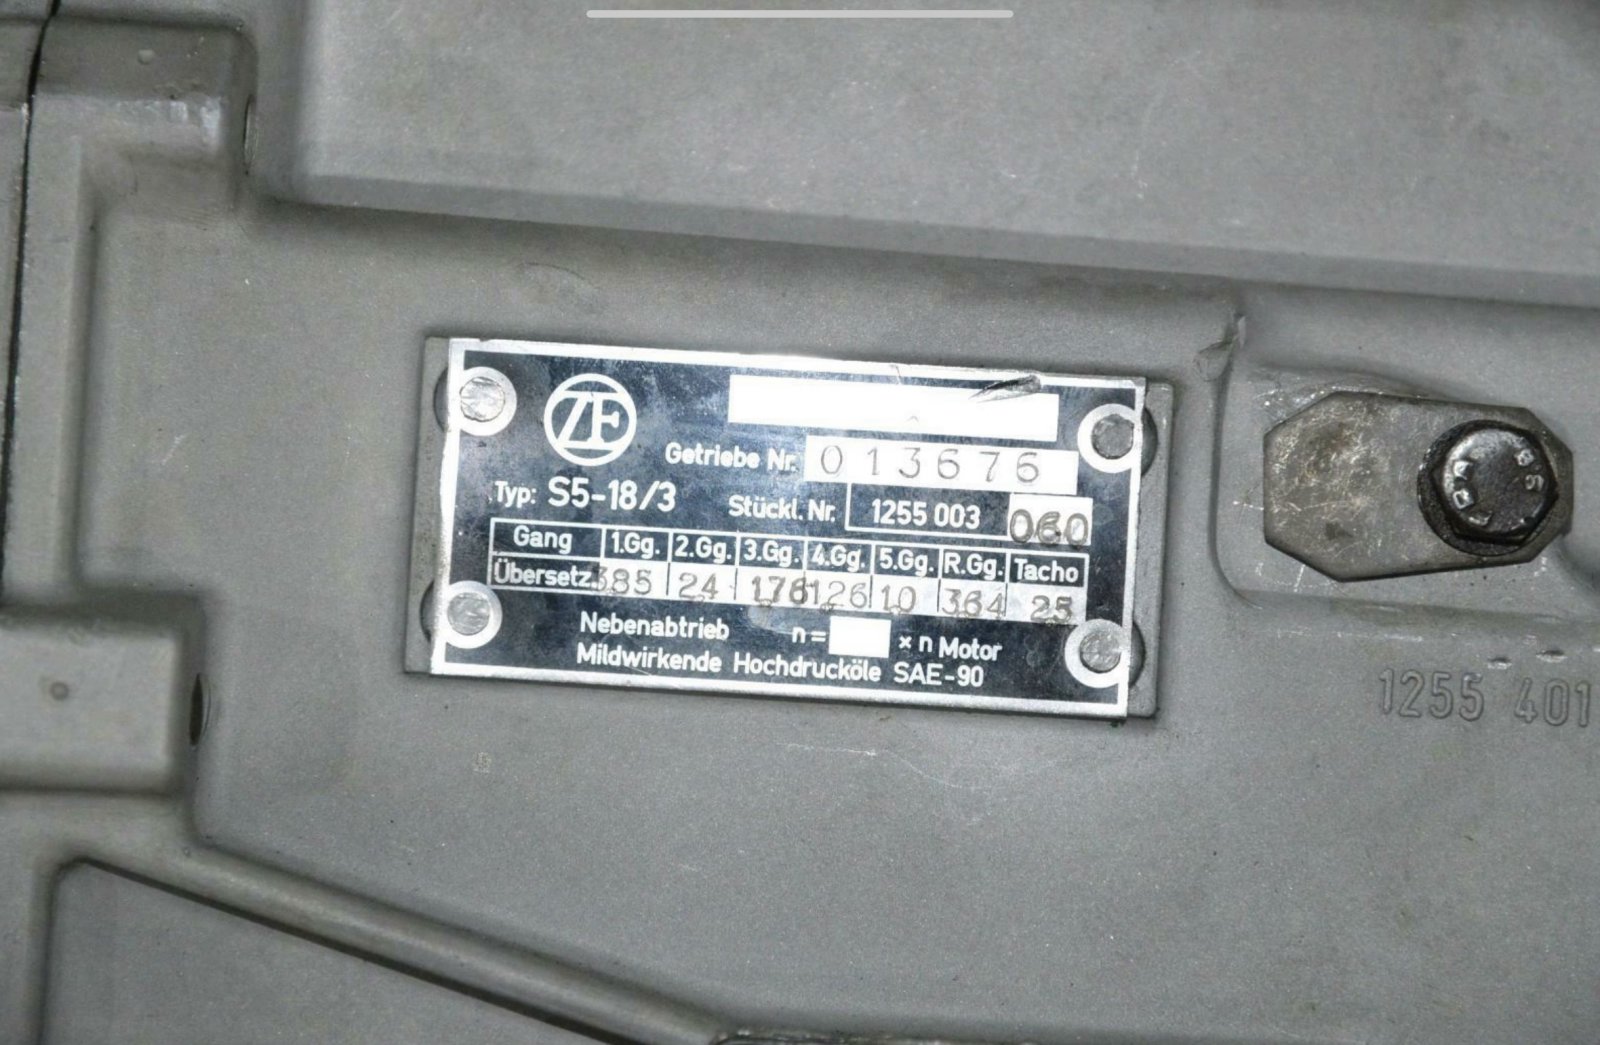 ZF
Getriebe Nr. 013676
Typ: S5-18/3 Stückl. Nr. 1255 003 060
Gang 1.Gg. 2.Gg. 3.Gg. 4.Gg. 5.Gg. R.Gg. Tacho
Übersetz. 385 24 176 126 10 364 25
Nebenabtrieb n= × n Motor
Mildwirkende Hochdrucköle SAE-90
8.8
1255 401